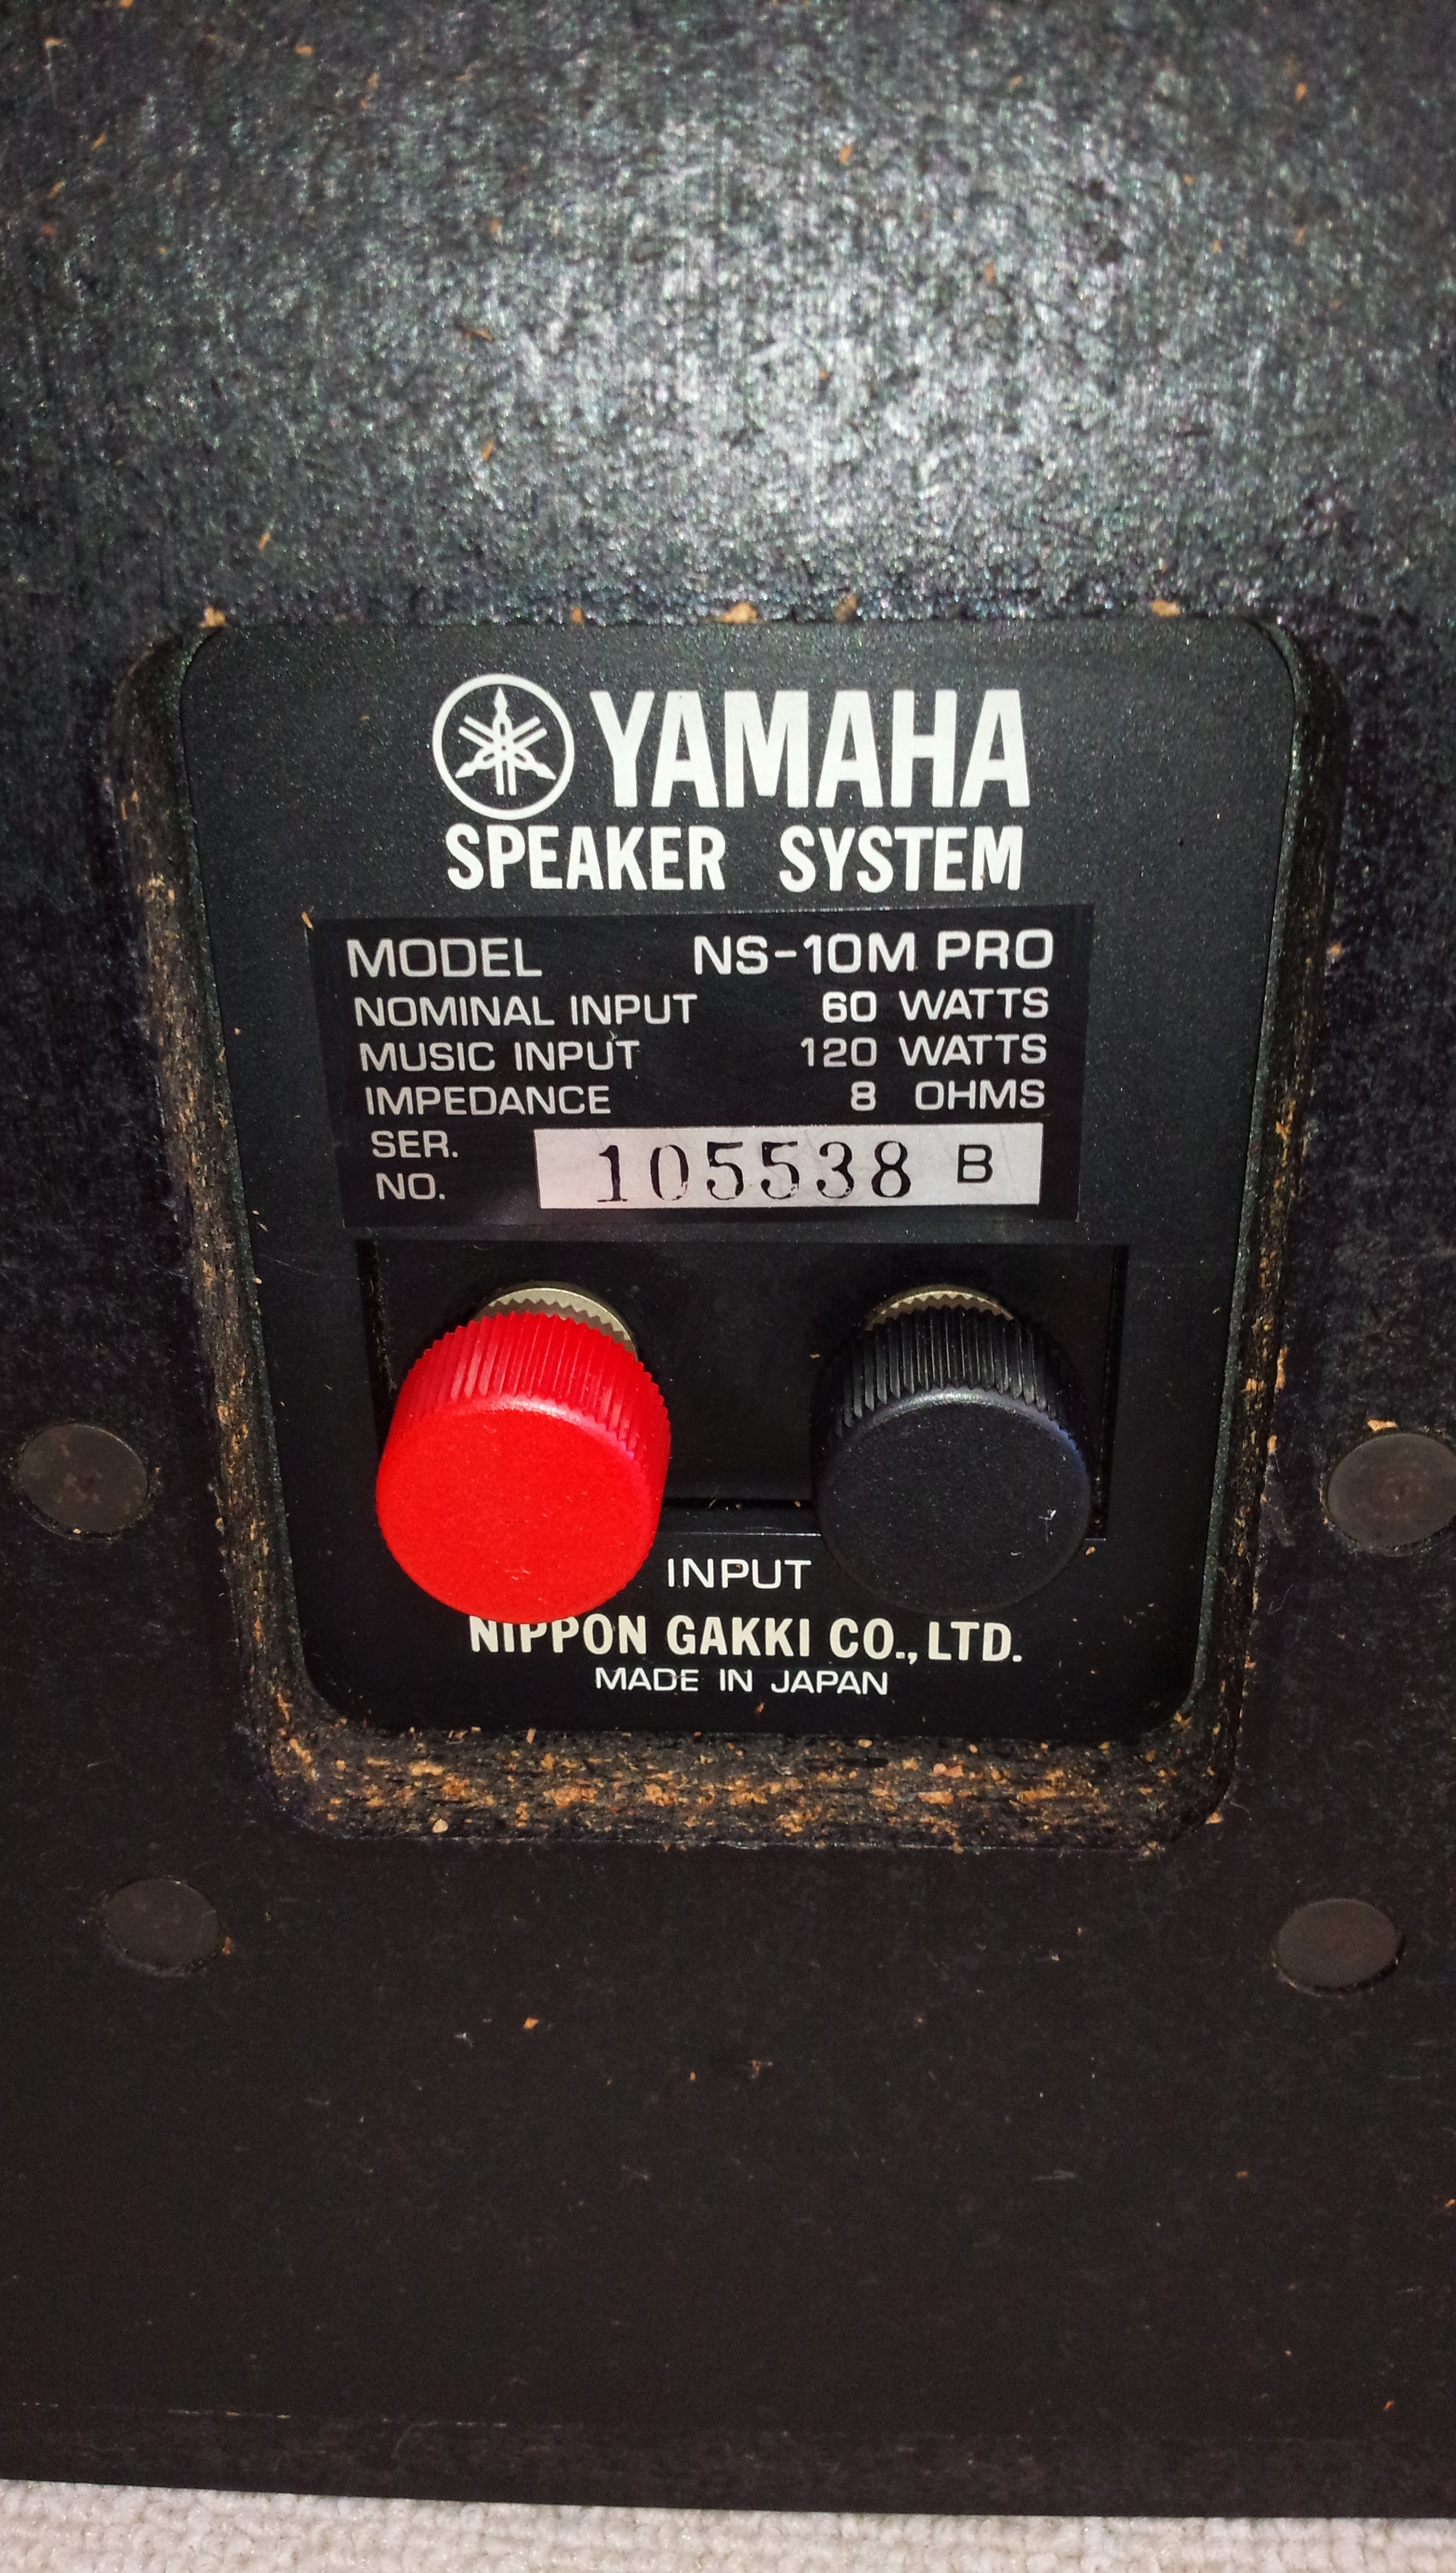 YAMAHA
SPEAKER SYSTEM
MODEL NS-10M PRO
NOMINAL INPUT 60 WATTS
MUSIC INPUT 120 WATTS
IMPEDANCE 8 OHMS
SER.
NO. 105538 B
INPUT
NIPPON GAKKI CO., LTD.
MADE IN JAPAN